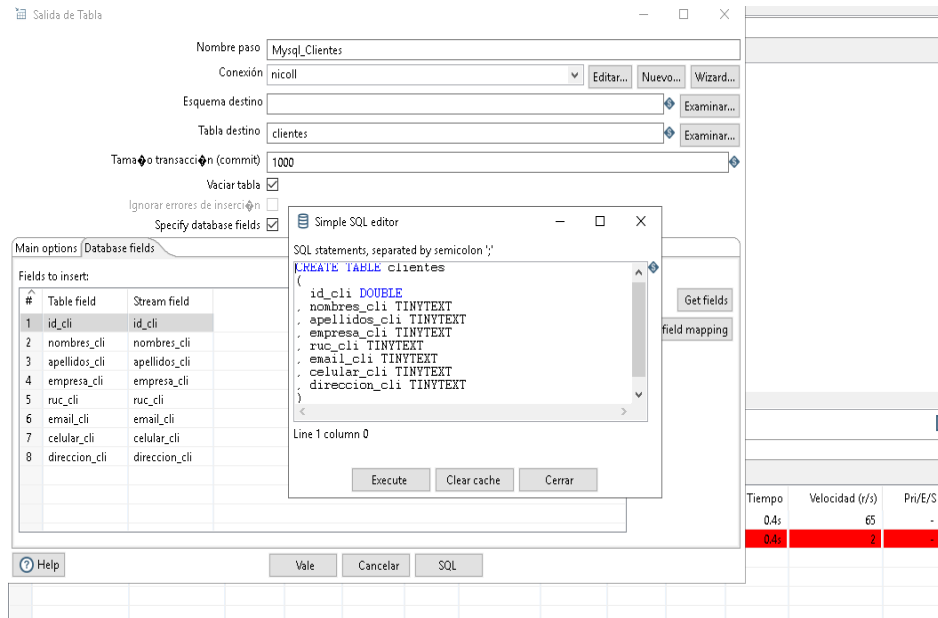 Salida de Tabla
Nombre paso Mysql_Clientes
Conexión nicoll Editar... Nuevo... Wizard...
Esquema destino Examinar...
Tabla destino clientes Examinar...
Tama�o transacci�n (commit) 1000
Vaciar tabla
Ignorar errores de inserci�n
Specify database fields
Main options Database fields
Fields to insert:
# Table field Stream field
1 id_cli id_cli
2 nombres_cli nombres_cli
3 apellidos_cli apellidos_cli
4 empresa_cli empresa_cli
5 ruc_cli ruc_cli
6 email_cli email_cli
7 celular_cli celular_cli
8 direccion_cli direccion_cli
Get fields
field mapping
Simple SQL editor
SQL statements, separated by semicolon ';'
CREATE TABLE clientes
(
id_cli DOUBLE
, nombres_cli TINYTEXT
, apellidos_cli TINYTEXT
, empresa_cli TINYTEXT
, ruc_cli TINYTEXT
, email_cli TINYTEXT
, celular_cli TINYTEXT
, direccion_cli TINYTEXT
)
Line 1 column 0
Execute Clear cache Cerrar
Help Vale Cancelar SQL
Tiempo Velocidad (r/s) Pri/E/S
0.4s 65 -
0.4s 2 -